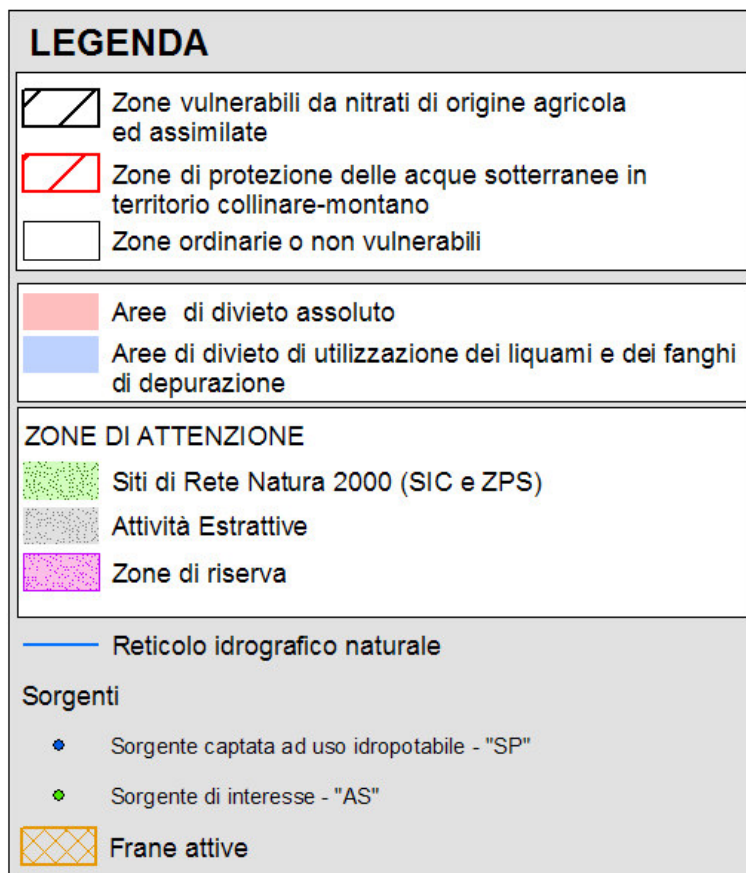 LEGENDA
Zone vulnerabili da nitrati di origine agricola
ed assimilate
Zone di protezione delle acque sotterranee in
territorio collinare-montano
Zone ordinarie o non vulnerabili
Aree di divieto assoluto
Aree di divieto di utilizzazione dei liquami e dei fanghi
di depurazione
ZONE DI ATTENZIONE
Siti di Rete Natura 2000 (SIC e ZPS)
Attività Estrattive
Zone di riserva
Reticolo idrografico naturale
Sorgenti
Sorgente captata ad uso idropotabile - "SP"
Sorgente di interesse - "AS"
Frane attive